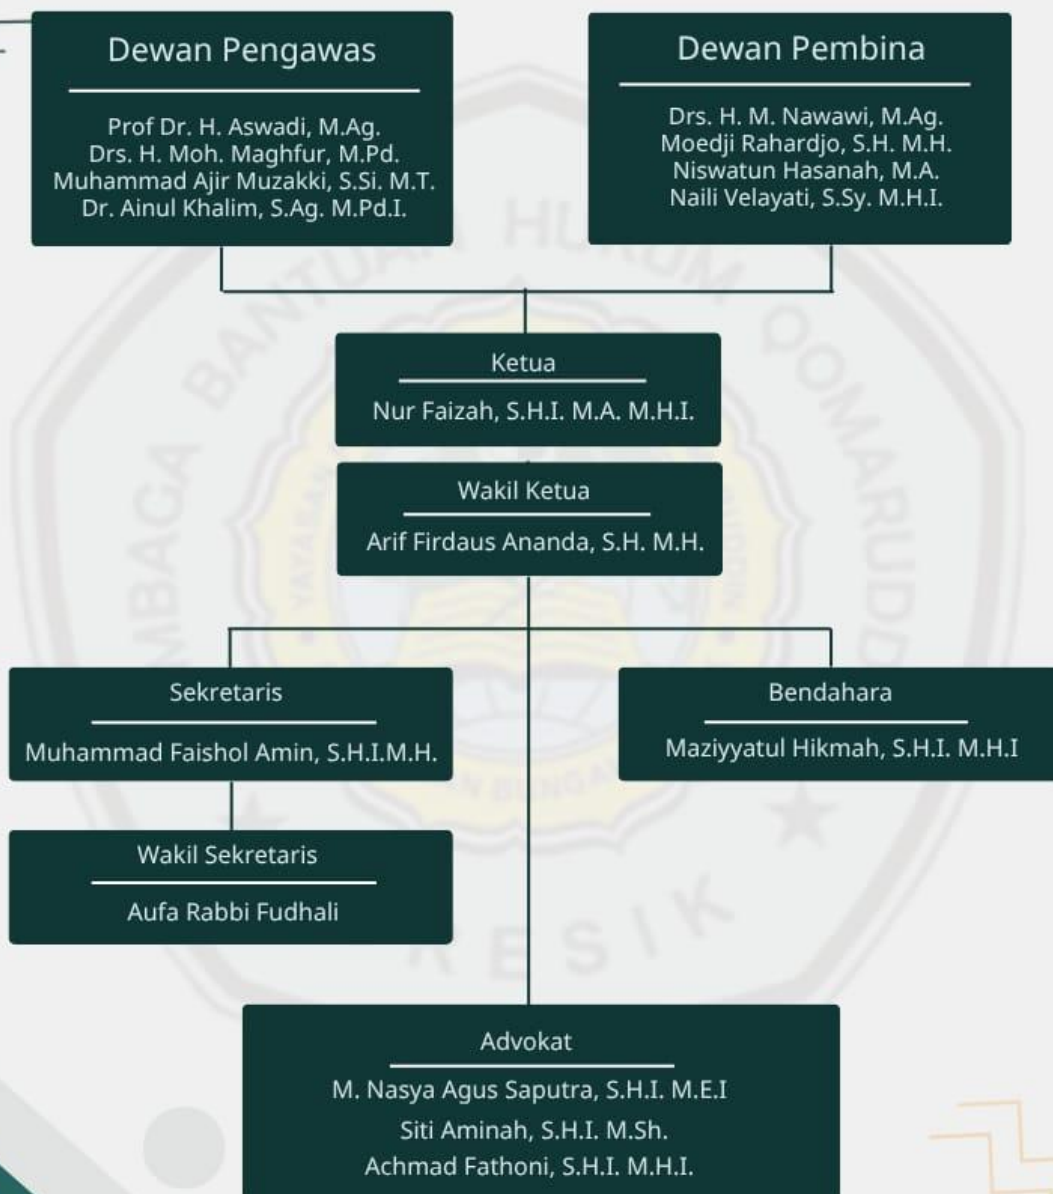 Dewan Pengawas
Prof Dr. H. Aswadi, M.Ag.
Drs. H. Moh. Maghfur, M.Pd.
Muhammad Ajir Muzakki, S.Si. M.T.
Dr. Ainul Khalim, S.Ag. M.Pd.I.
Dewan Pembina
Drs. H. M. Nawawi, M.Ag.
Moedji Rahardjo, S.H. M.H.
Niswatun Hasanah, M.A.
Naili Velayati, S.Sy. M.H.I.
Ketua
Nur Faizah, S.H.I. M.A. M.H.I.
Wakil Ketua
Arif Firdaus Ananda, S.H. M.H.
Sekretaris
Muhammad Faishol Amin, S.H.I.M.H.
Bendahara
Maziyyatul Hikmah, S.H.I. M.H.I
Wakil Sekretaris
Aufa Rabbi Fudhali
Advokat
M. Nasya Agus Saputra, S.H.I. M.E.I
Siti Aminah, S.H.I. M.Sh.
Achmad Fathoni, S.H.I. M.H.I.
BANTUAN HUKUM
YAYASAN